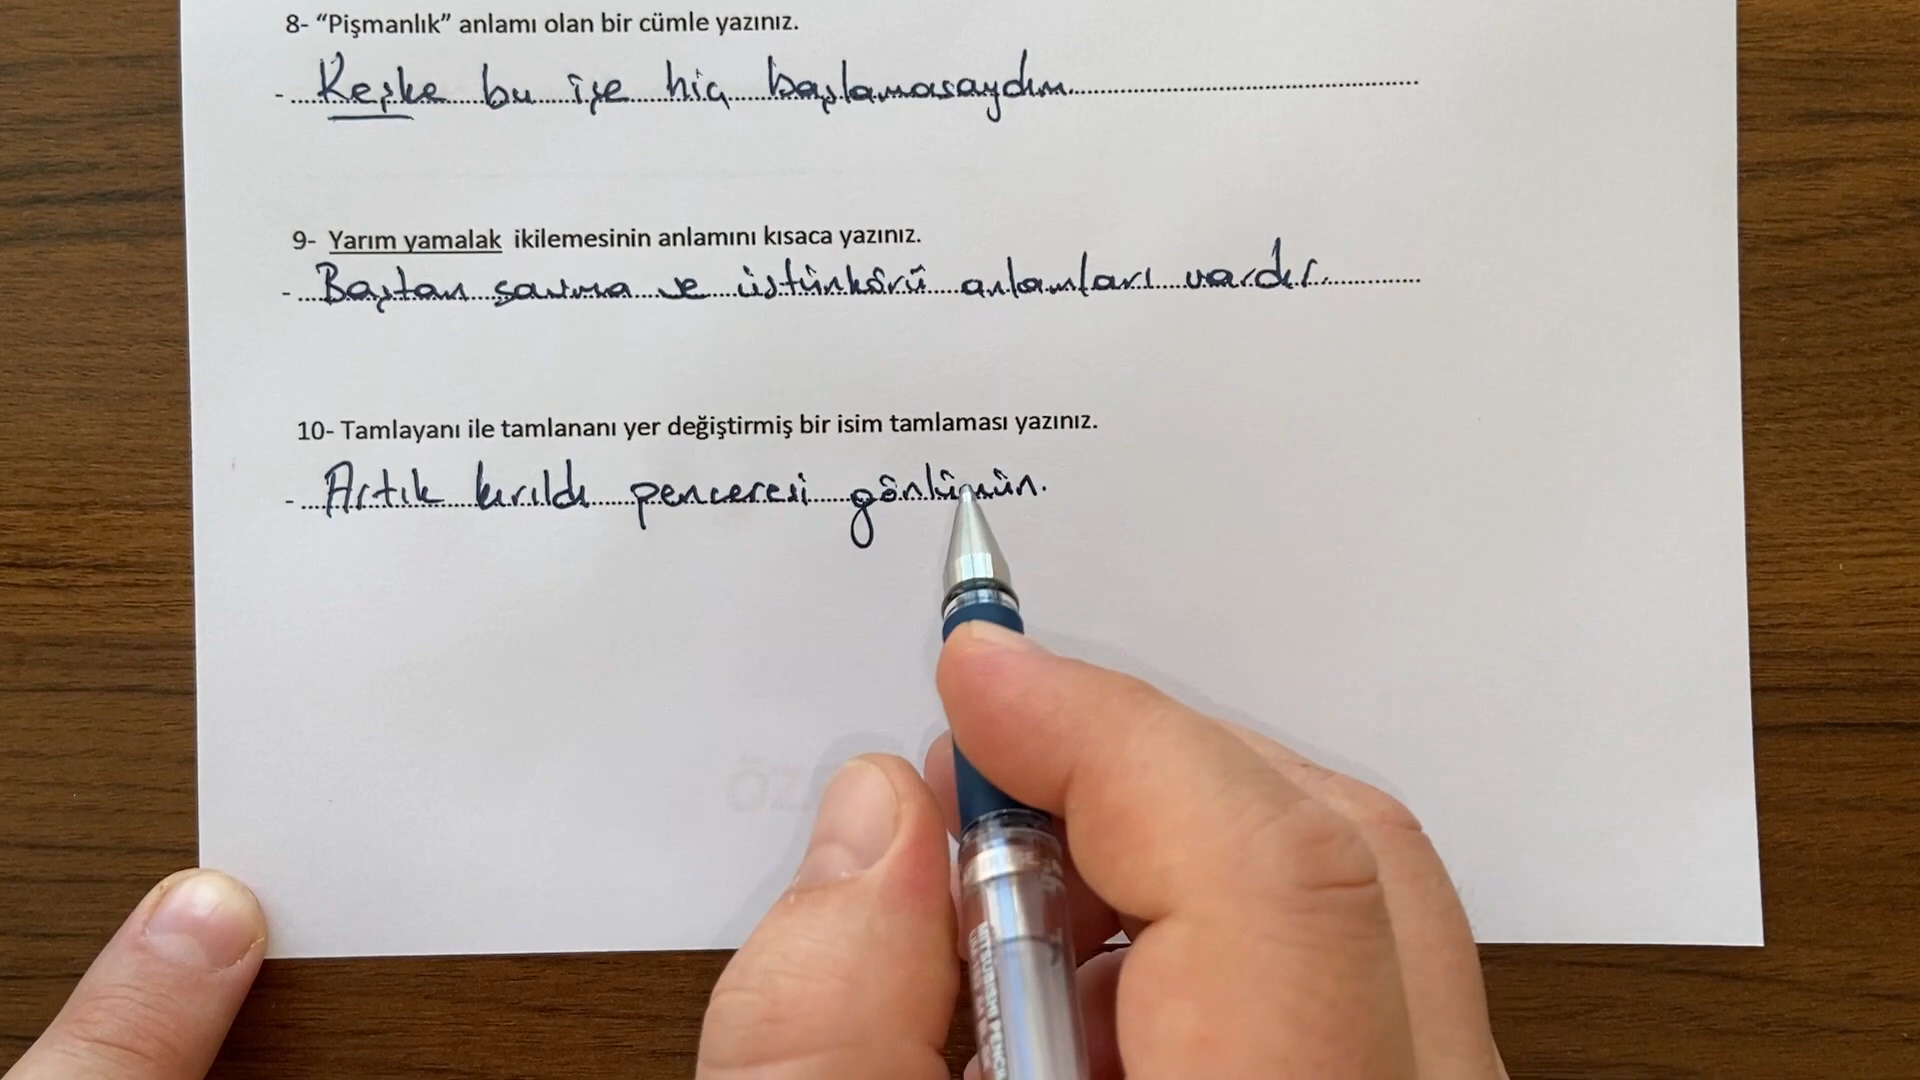 8- “Pişmanlık” anlamı olan bir cümle yazınız.
- Keşke bu işe hiç başlamasaydım.
9- Yarım yamalak ikilemesinin anlamını kısaca yazınız.
- Baştan savma ve üstünkörü anlamları vardır.
10- Tamlayanı ile tamlananı yer değiştirmiş bir isim tamlaması yazınız.
- Artık kırıldı penceresi gönlümün.